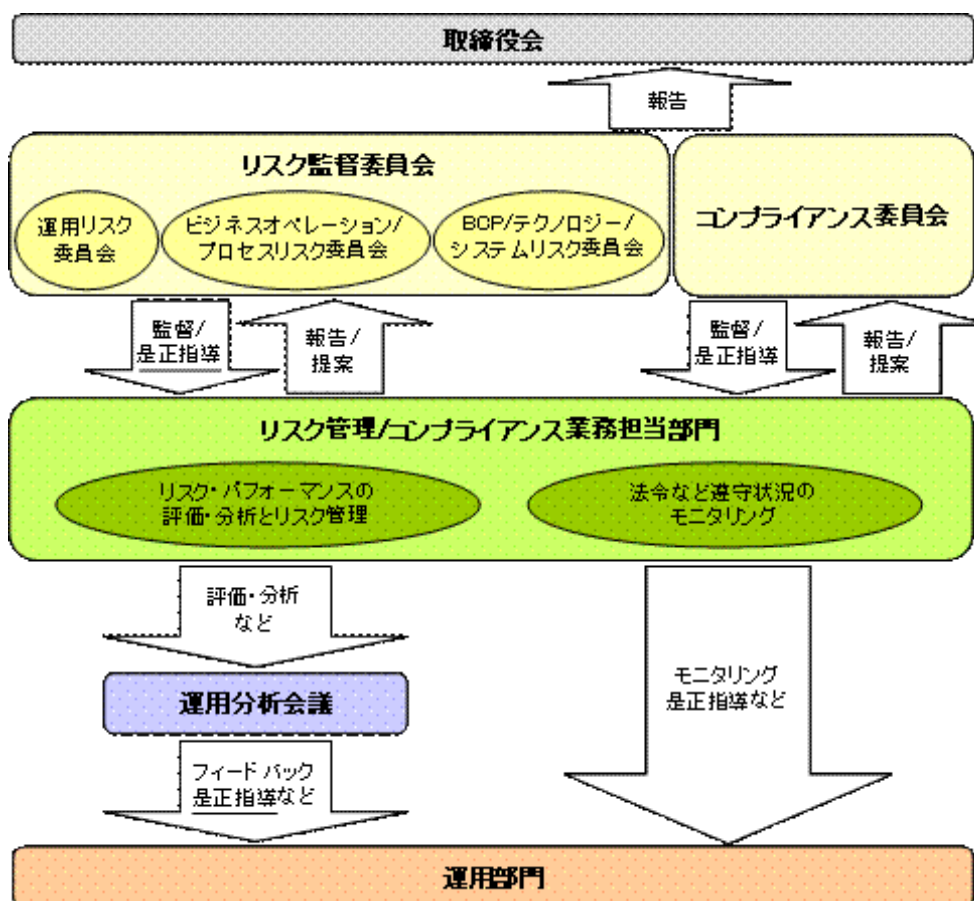 取締役会
報告
リスク監督委員会
運用リスク
委員会
ビジネスオペレーション/
プロセスリスク委員会
BCP/テクノロジー/
システムリスク委員会
コンプライアンス委員会
監督/
是正指導
報告/
提案
監督/
是正指導
報告/
提案
リスク管理/コンプライアンス業務担当部門
リスク・パフォーマンスの
評価・分析とリスク管理
法令など遵守状況の
モニタリング
評価・分析
など
運用分析会議
モニタリング
是正指導など
フィードバック
是正指導など
運用部門